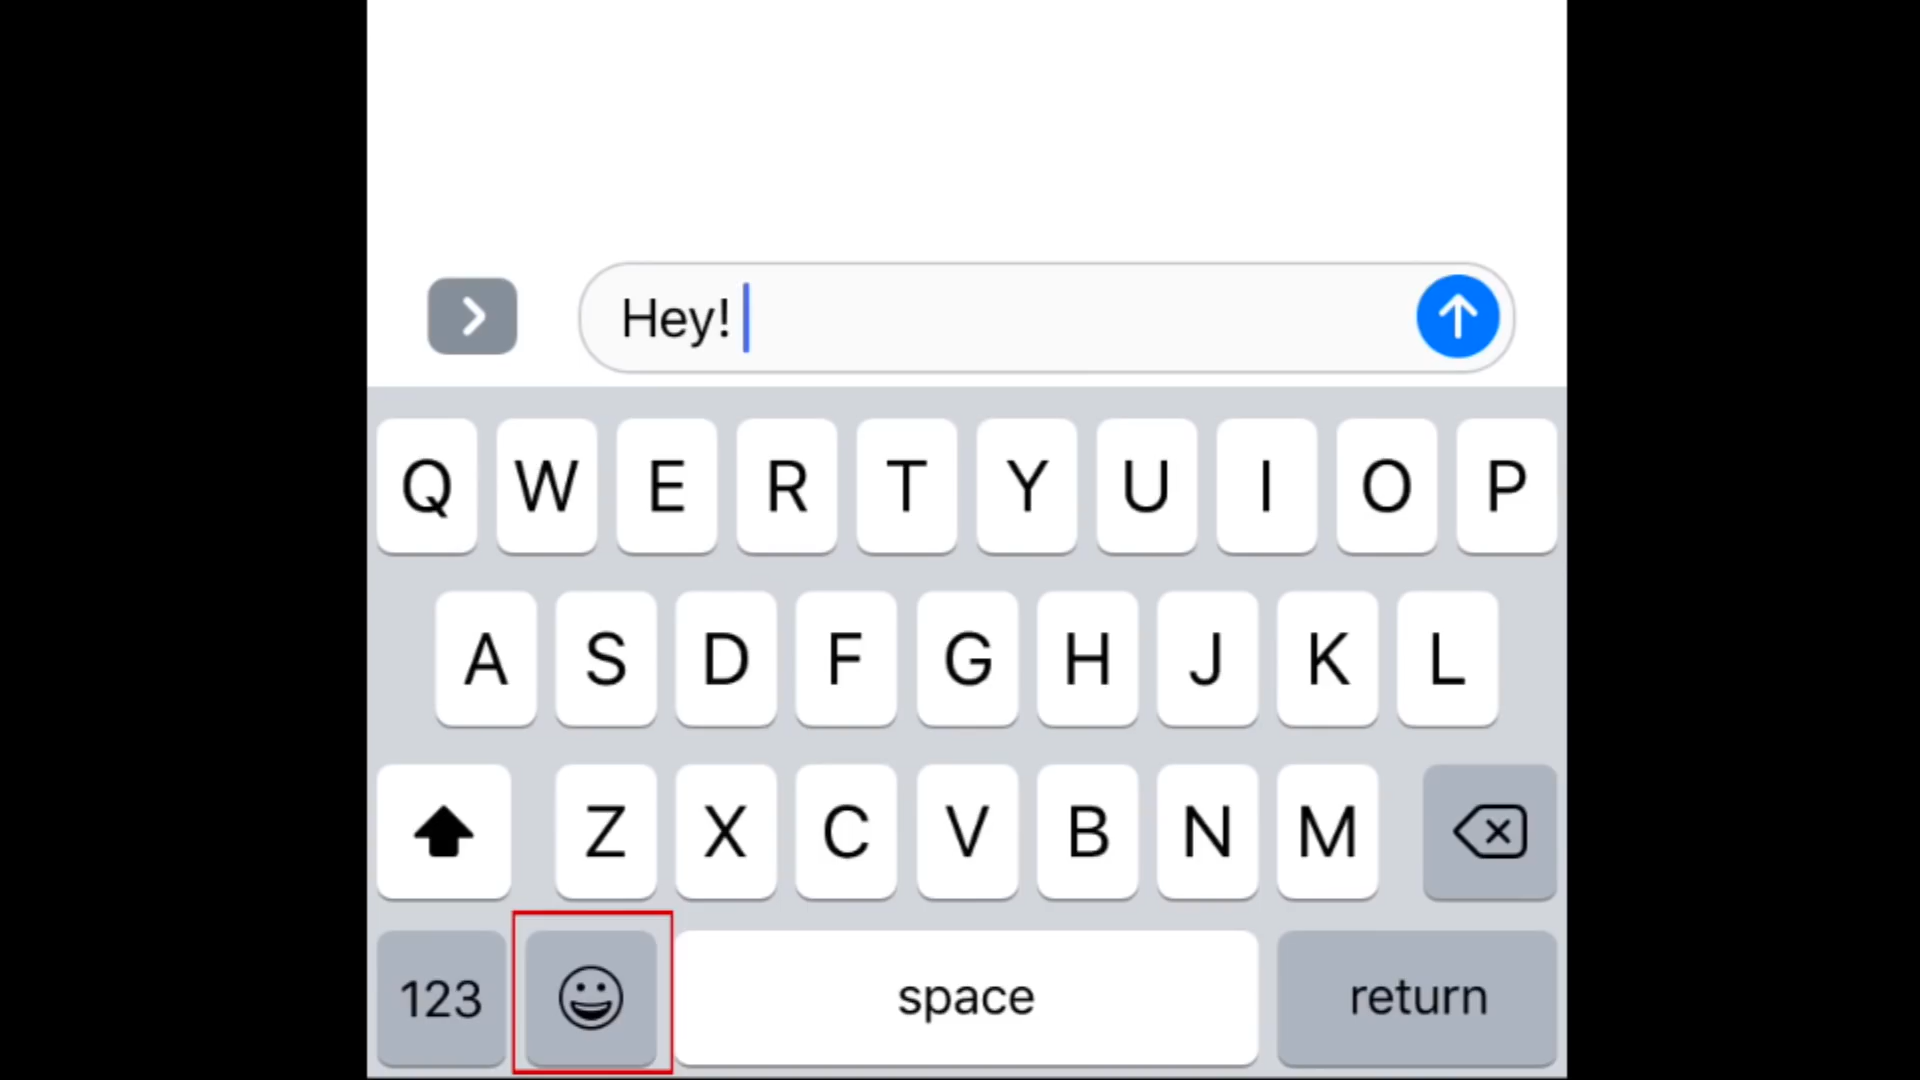 Hey!
Q W E R T Y U I O P
A S D F G H J K L
Z X C V B N M
123 space return